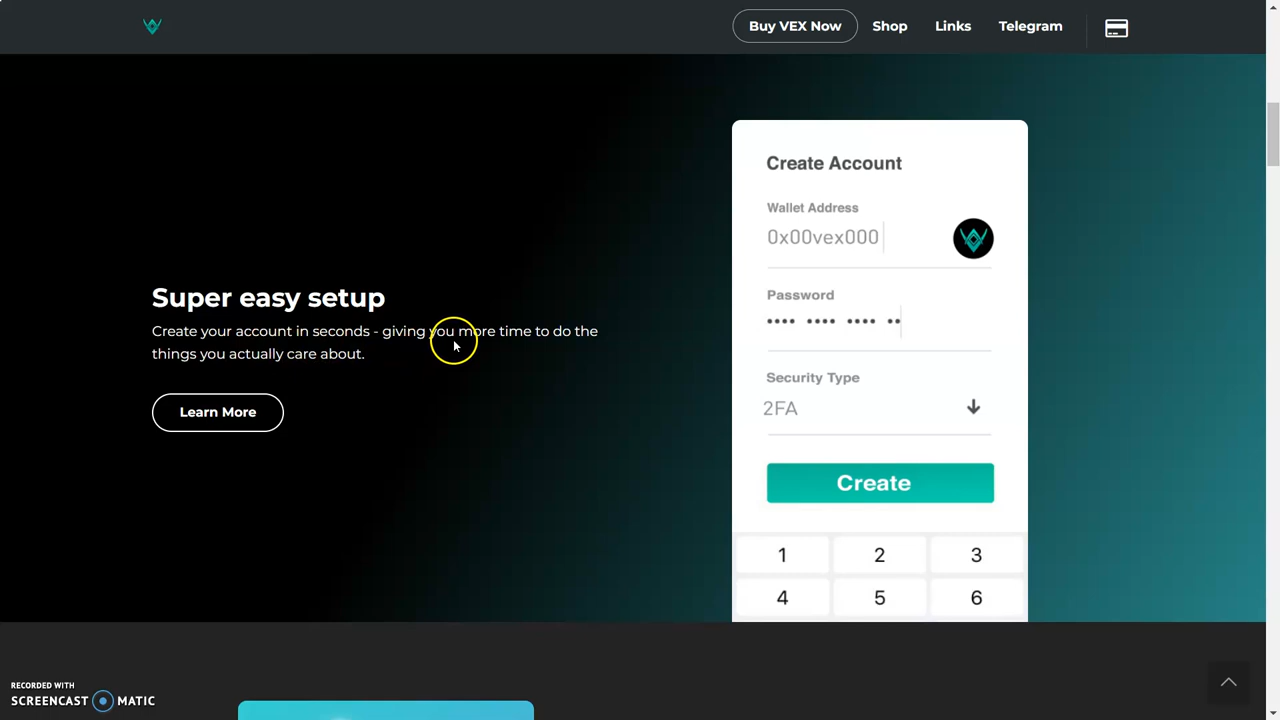 Buy VEX Now
Shop
Links
Telegram
Super easy setup
Create your account in seconds - giving you more time to do the
things you actually care about.
Learn More
Create Account
Wallet Address
0x00vex000
Password
•••• •••• •••• ••
Security Type
2FA
Create
1 2 3
4 5 6
RECORDED WITH
SCREENCAST MATIC